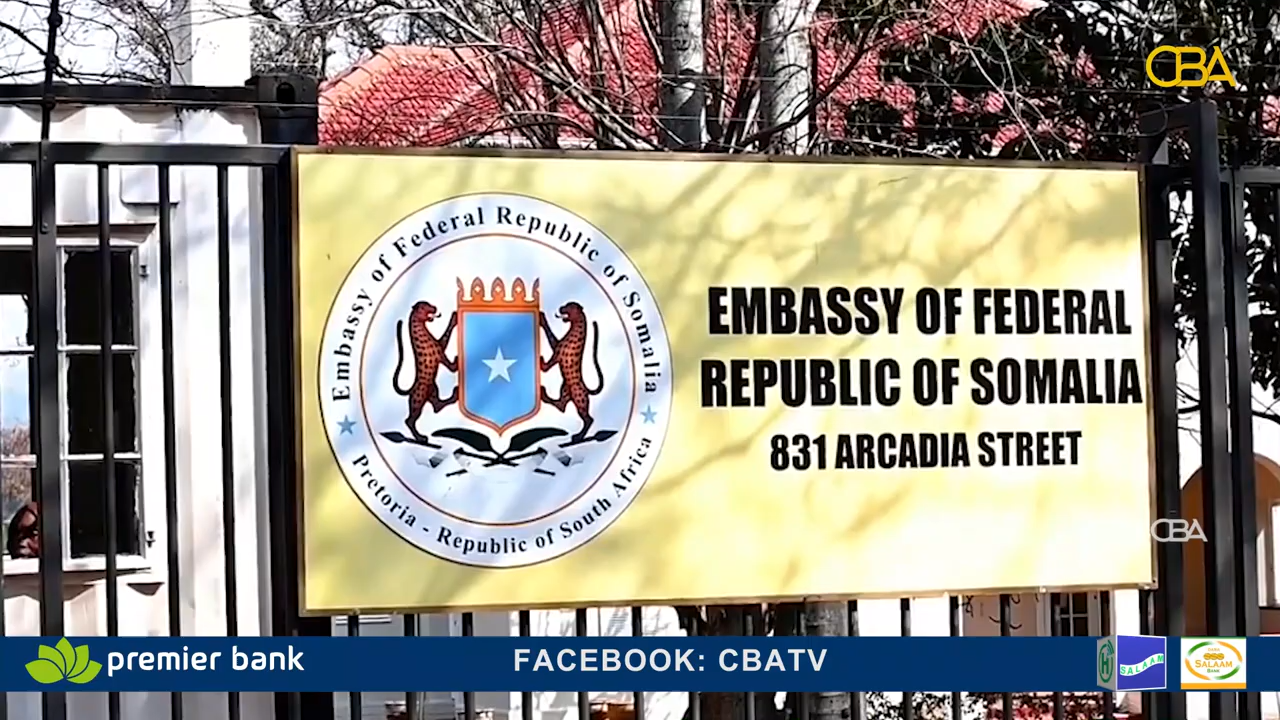 CBA
Embassy of Federal Republic of Somalia
Pretoria - Republic of South Africa
EMBASSY OF FEDERAL
REPUBLIC OF SOMALIA
831 ARCADIA STREET
CBA
premier bank
FACEBOOK: CBATV
SALAAM
SALAAM
BANK